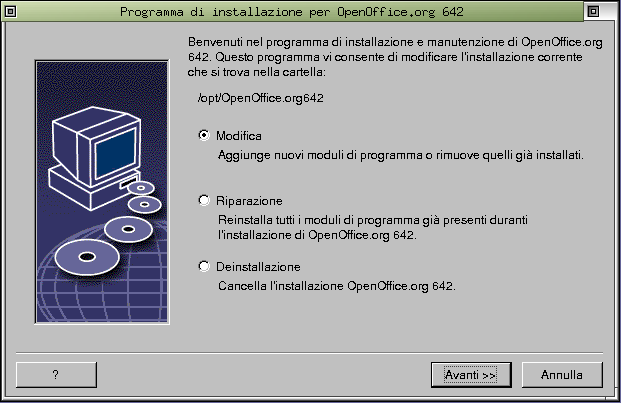 Programma di installazione per OpenOffice.org 642
Benvenuti nel programma di installazione e manutenzione di OpenOffice.org
642. Questo programma vi consente di modificare l'installazione corrente
che si trova nella cartella:
/opt/OpenOffice.org642
Modifica
Aggiunge nuovi moduli di programma o rimuove quelli già installati.
Riparazione
Reinstalla tutti i moduli di programma già presenti duranti
l'installazione di OpenOffice.org 642.
Deinstallazione
Cancella l'installazione OpenOffice.org 642.
?
Avanti >>
Annulla